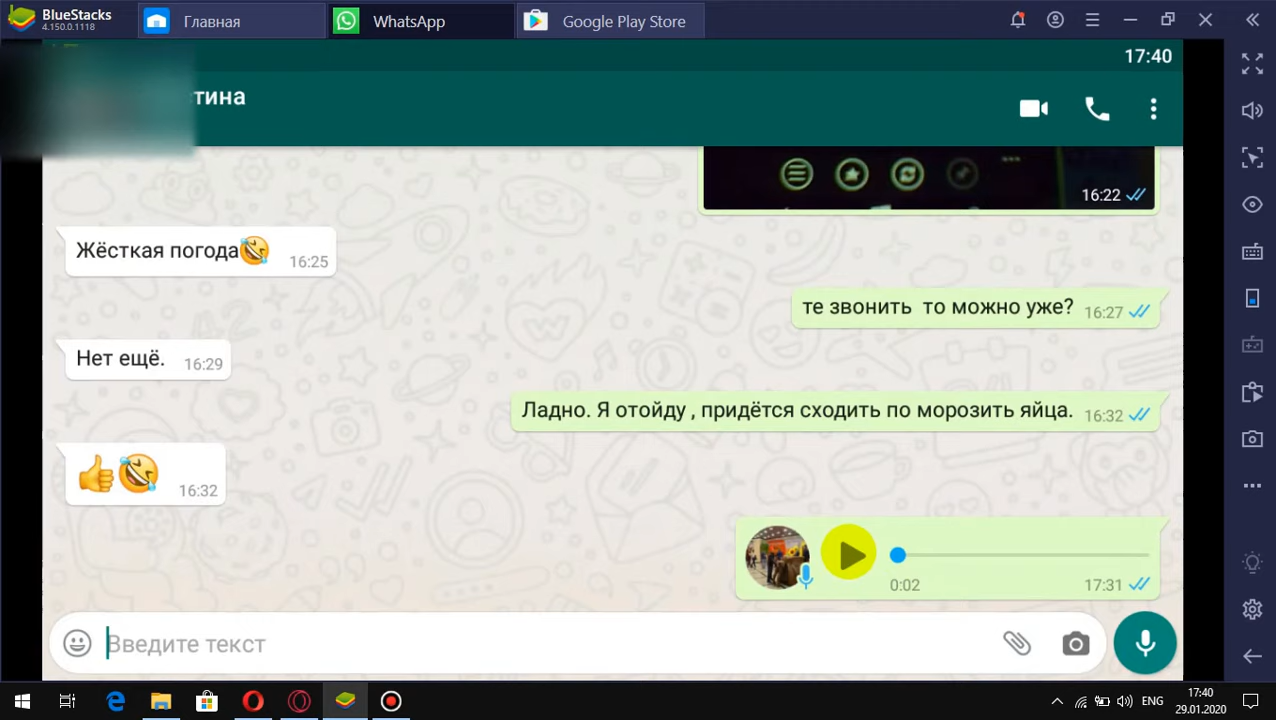 BlueStacks
4.150.0.1118
Главная
WhatsApp
Google Play Store
17:40
стина
16:22
Жёсткая погода🤣 16:25
те звонить то можно уже? 16:27
Нет ещё. 16:29
Ладно. Я отойду , придётся сходить по морозить яйца. 16:32
👍🤣 16:32
0:02 17:31
Введите текст
ENG
17:40
29.01.2020